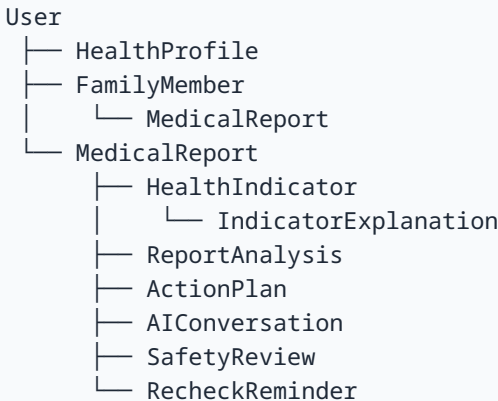 User
├── HealthProfile
├── FamilyMember
│    └── MedicalReport
└── MedicalReport
     ├── HealthIndicator
     │    └── IndicatorExplanation
     ├── ReportAnalysis
     ├── ActionPlan
     ├── AIConversation
     ├── SafetyReview
     └── RecheckReminder